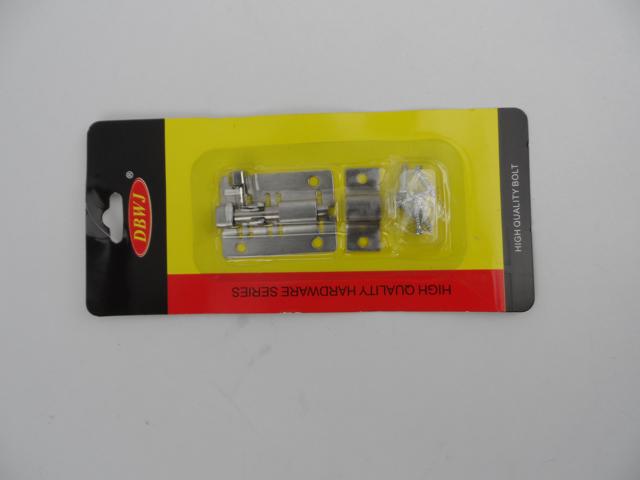 DBWJ
®
HIGH QUALITY HARDWARE SERIES
HIGH QUALITY BOLT